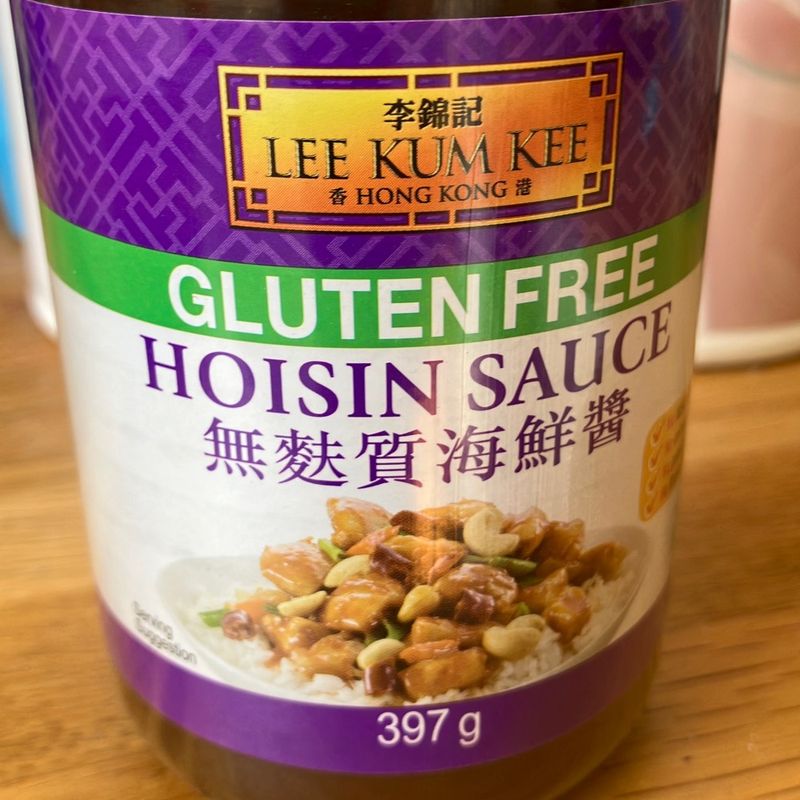 李錦記
LEE KUM KEE
香 HONG KONG 港
GLUTEN FREE
HOISIN SAUCE
無麩質海鮮醬
Serving
Suggestion
397 g